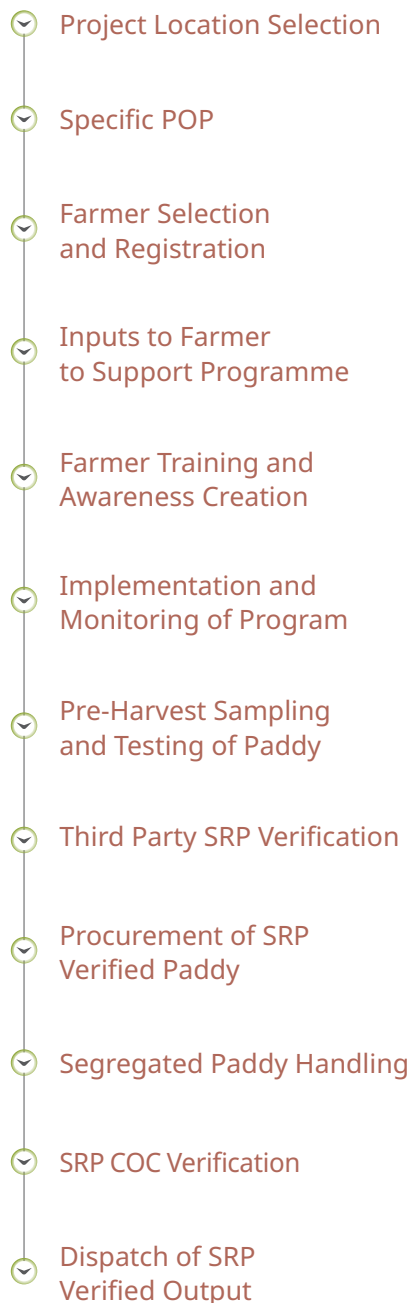 Project Location Selection
Specific POP
Farmer Selection
and Registration
Inputs to Farmer
to Support Programme
Farmer Training and
Awareness Creation
Implementation and
Monitoring of Program
Pre-Harvest Sampling
and Testing of Paddy
Third Party SRP Verification
Procurement of SRP
Verified Paddy
Segregated Paddy Handling
SRP COC Verification
Dispatch of SRP
Verified Output